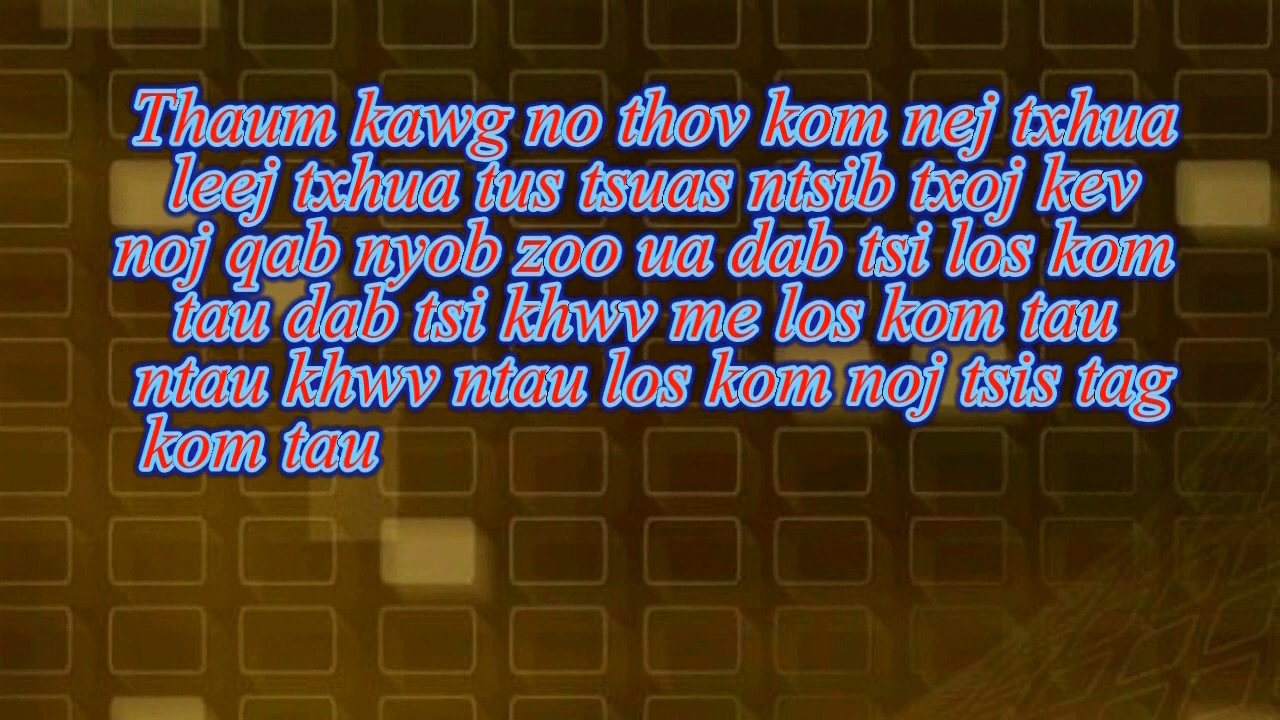 Thaum kawg no thov kom nej txhua
leej txhua tus tsuas ntsib txoj kev
noj qab nyob zoo ua dab tsi los kom
tau dab tsi khwv me los kom tau
ntau khwv ntau los kom noj tsis tag
kom tau